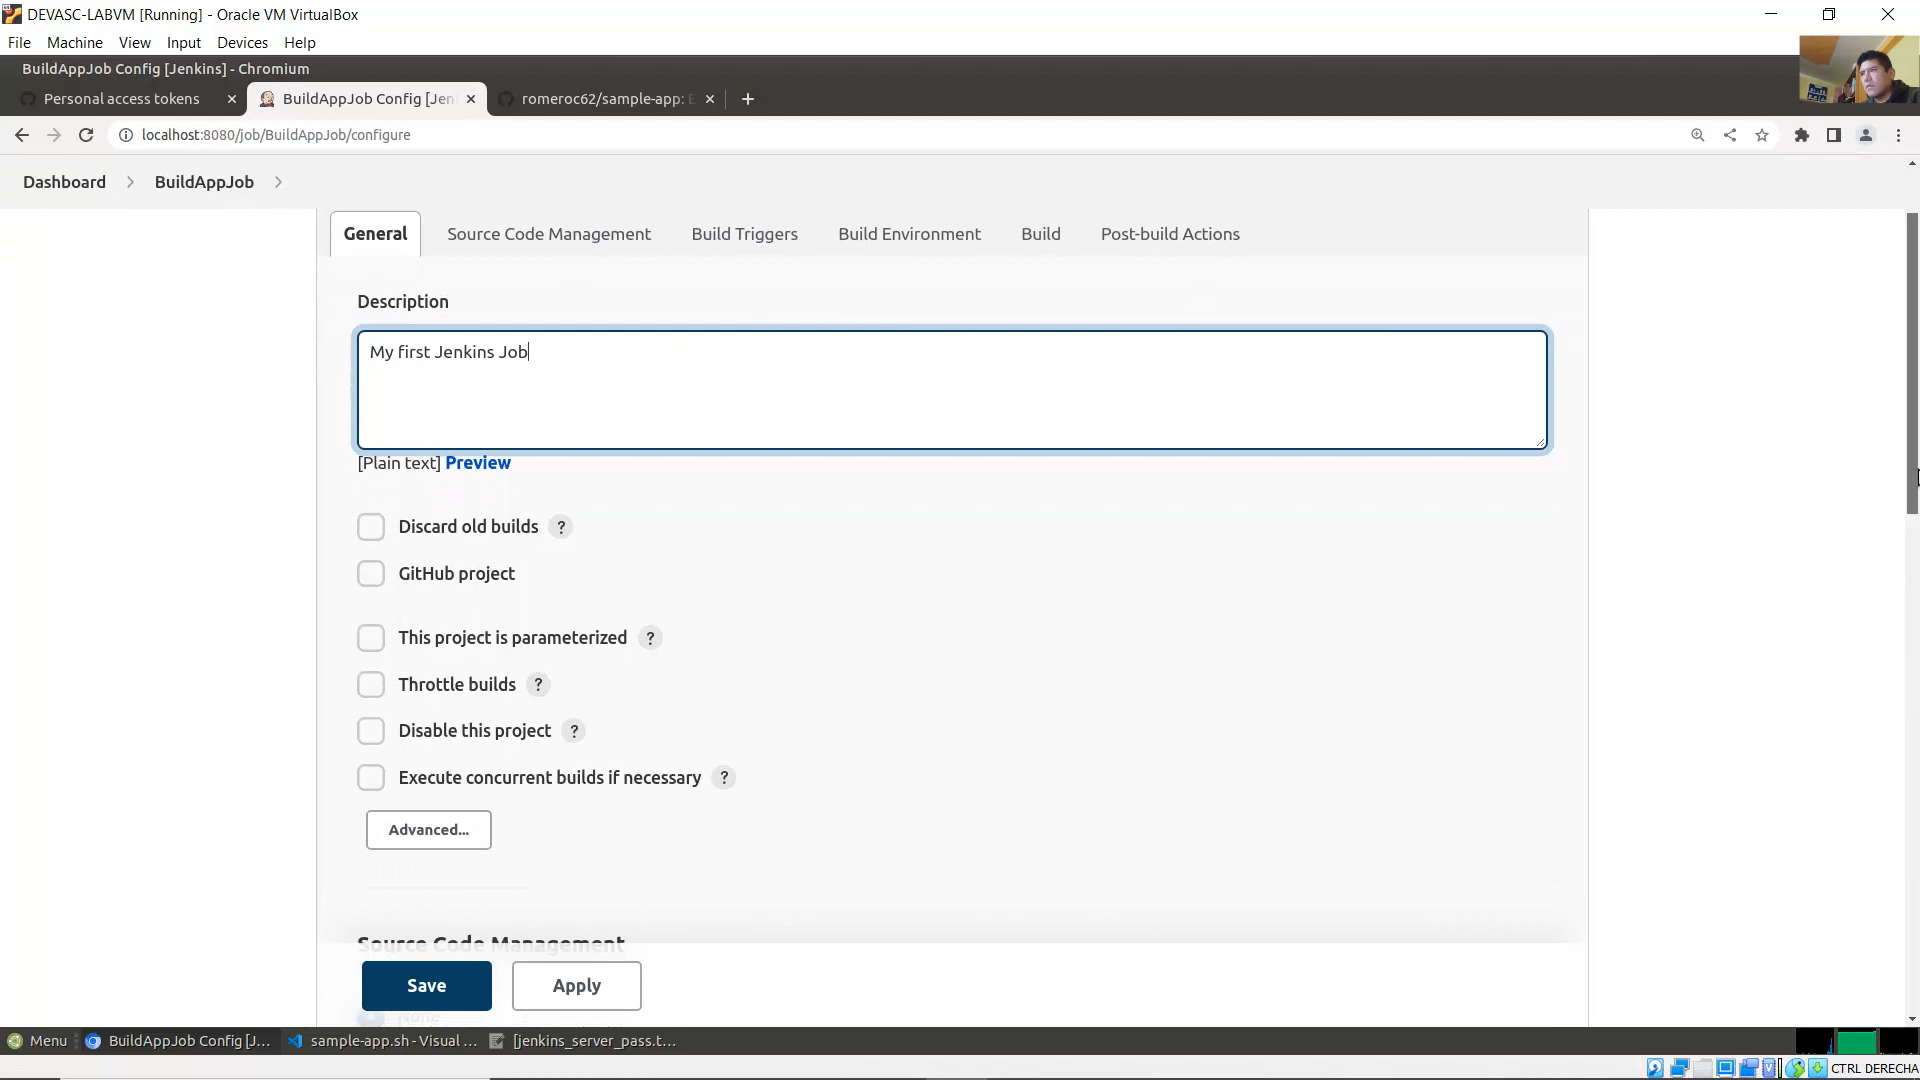 DEVASC-LABVM [Running] - Oracle VM VirtualBox
File Machine View Input Devices Help
BuildAppJob Config [Jenkins] - Chromium
Personal access tokens
BuildAppJob Config [Jen
romeroc62/sample-app: E
localhost:8080/job/BuildAppJob/configure
Dashboard BuildAppJob
General Source Code Management Build Triggers Build Environment Build Post-build Actions
Description
My first Jenkins Job
[Plain text] Preview
Discard old builds ?
GitHub project
This project is parameterized ?
Throttle builds ?
Disable this project ?
Execute concurrent builds if necessary ?
Advanced...
Source Code Management
Save Apply
None
Menu BuildAppJob Config [J... sample-app.sh - Visual ... [jenkins_server_pass.t...
CTRL DERECHA